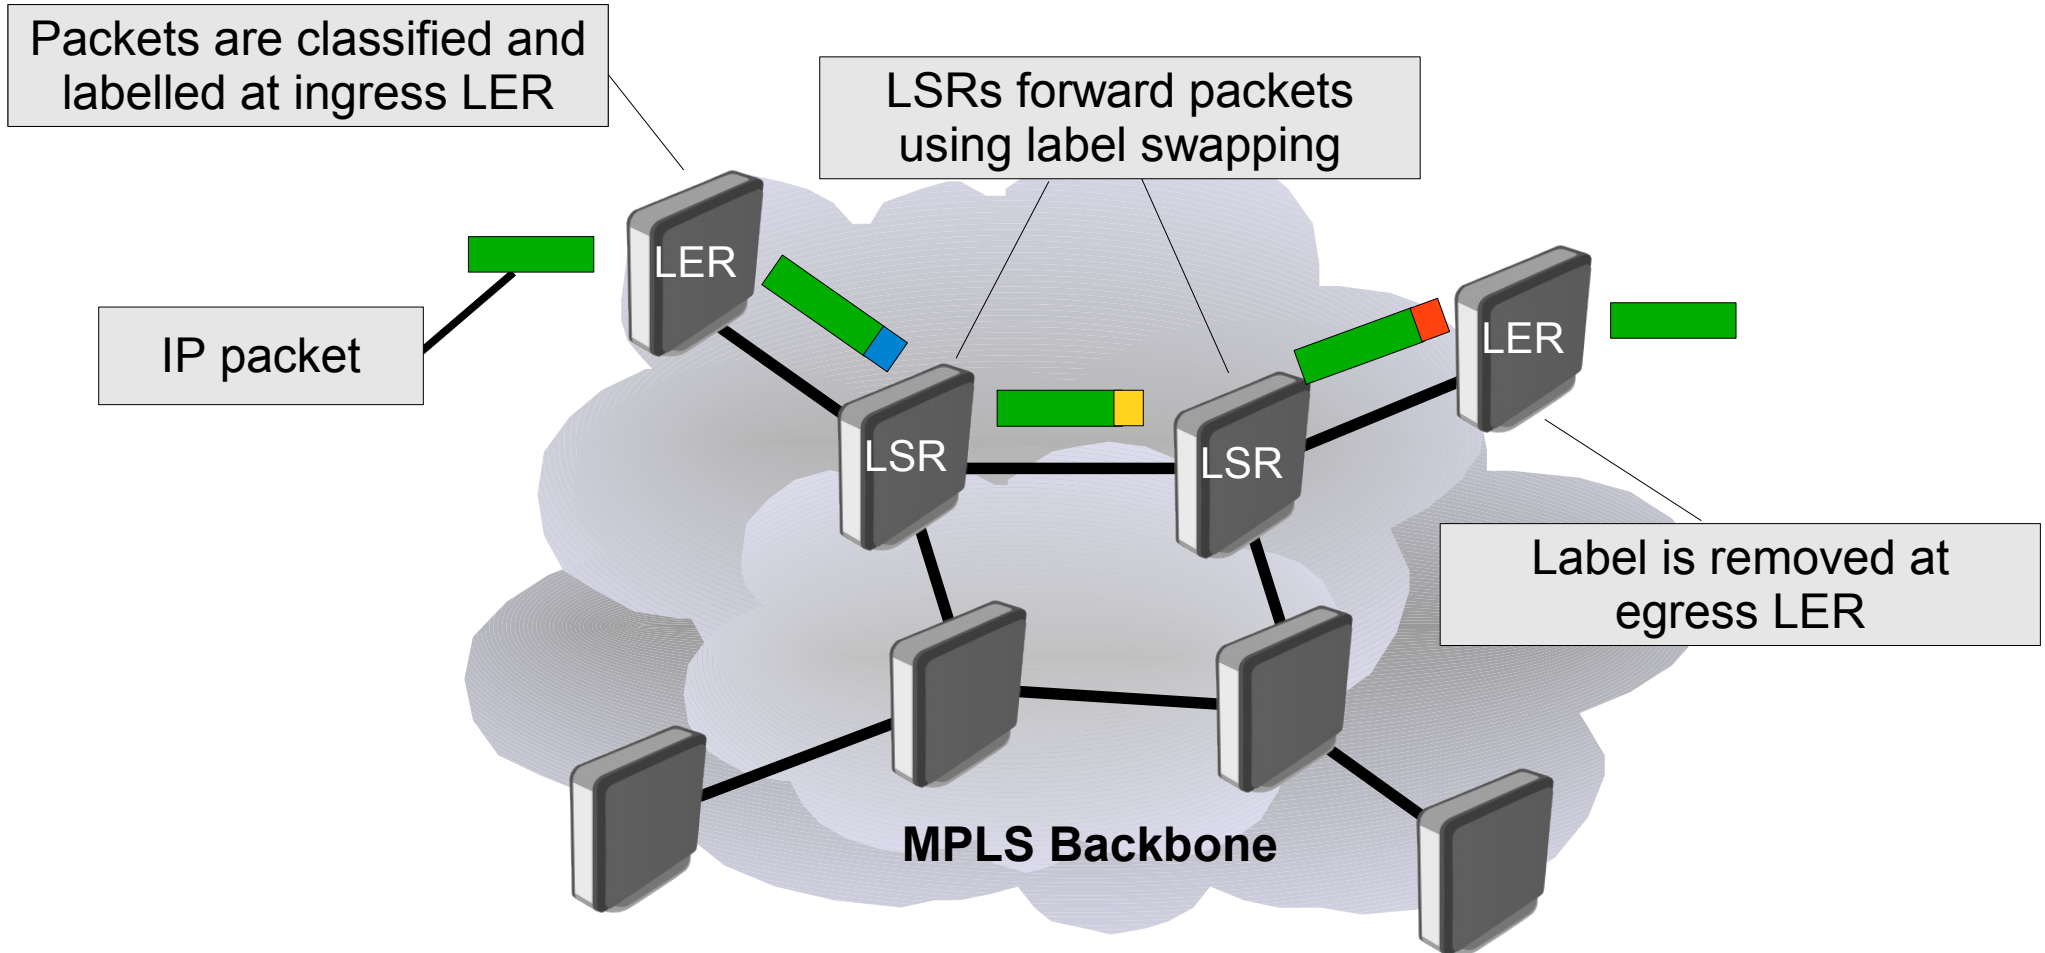 Packets are classified and
labelled at ingress LER
LSRs forward packets
using label swapping
LER
IP packet
LER
LSR
LSR
Label is removed at
egress LER
MPLS Backbone